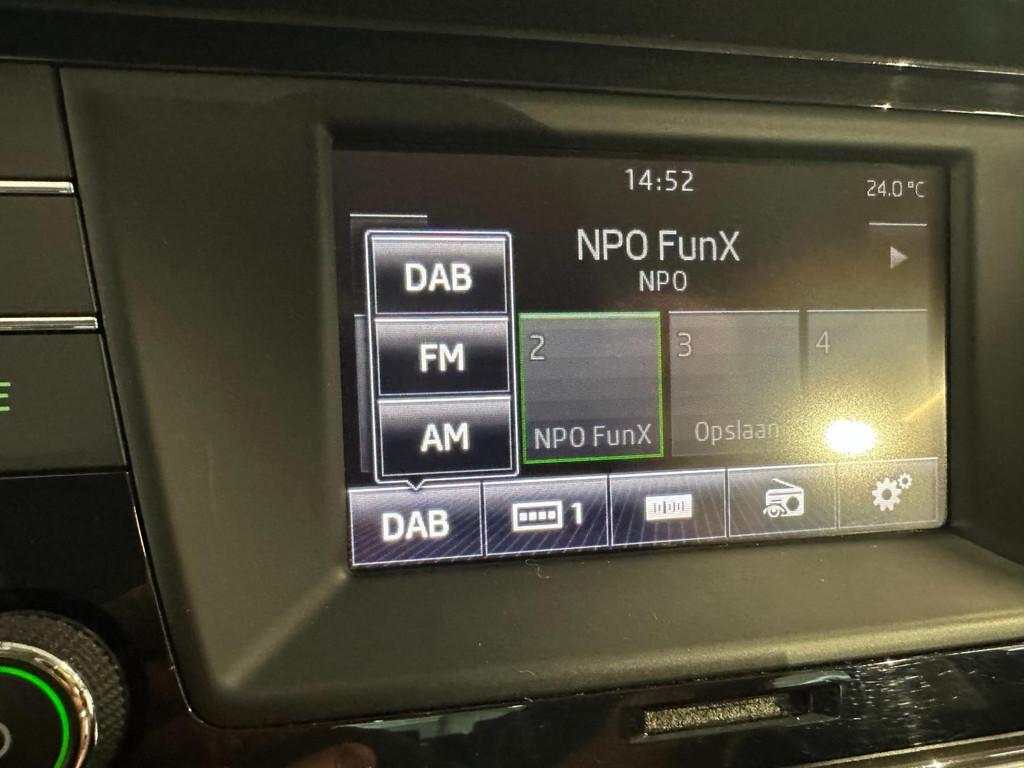 14:52
24.0 °C
NPO FunX
NPO
DAB
FM
AM
2
3
4
NPO FunX
Opslaan
DAB
1
E